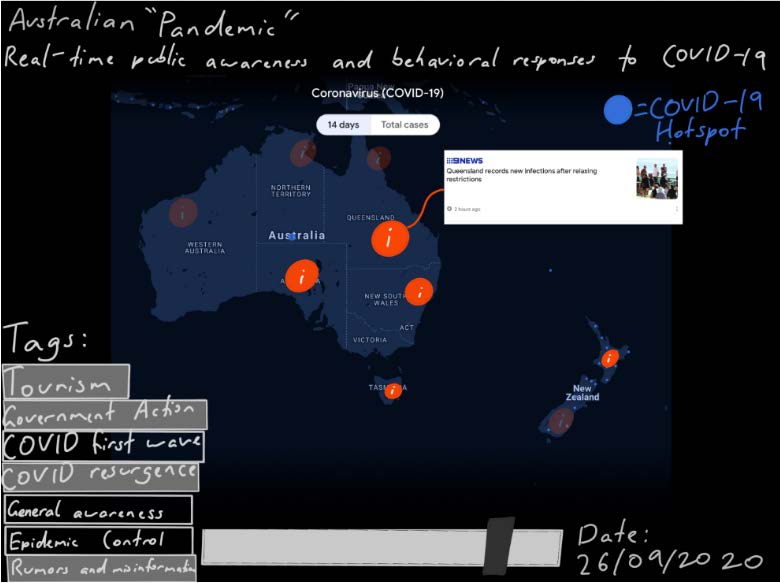 Australian "Pandemic"
Real-time public awareness and behavioral responses to COVID-19
Papua New
Coronavirus (COVID-19)
14 days Total cases
=COVID-19
Hotspot
9NEWS
Queensland records new infections after relaxing
restrictions
2 hours ago
NORTHERN
TERRITORY
QUEENSLAND
Australia
WESTERN
AUSTRALIA
NEW SOUTH
WALES
ACT
VICTORIA
New
Zealand
Tags:
Tourism
Government Action
COVID first wave
COVID resurgence
General awareness
Epidemic Control
Rumors and misinformation
Date:
26/09/2020